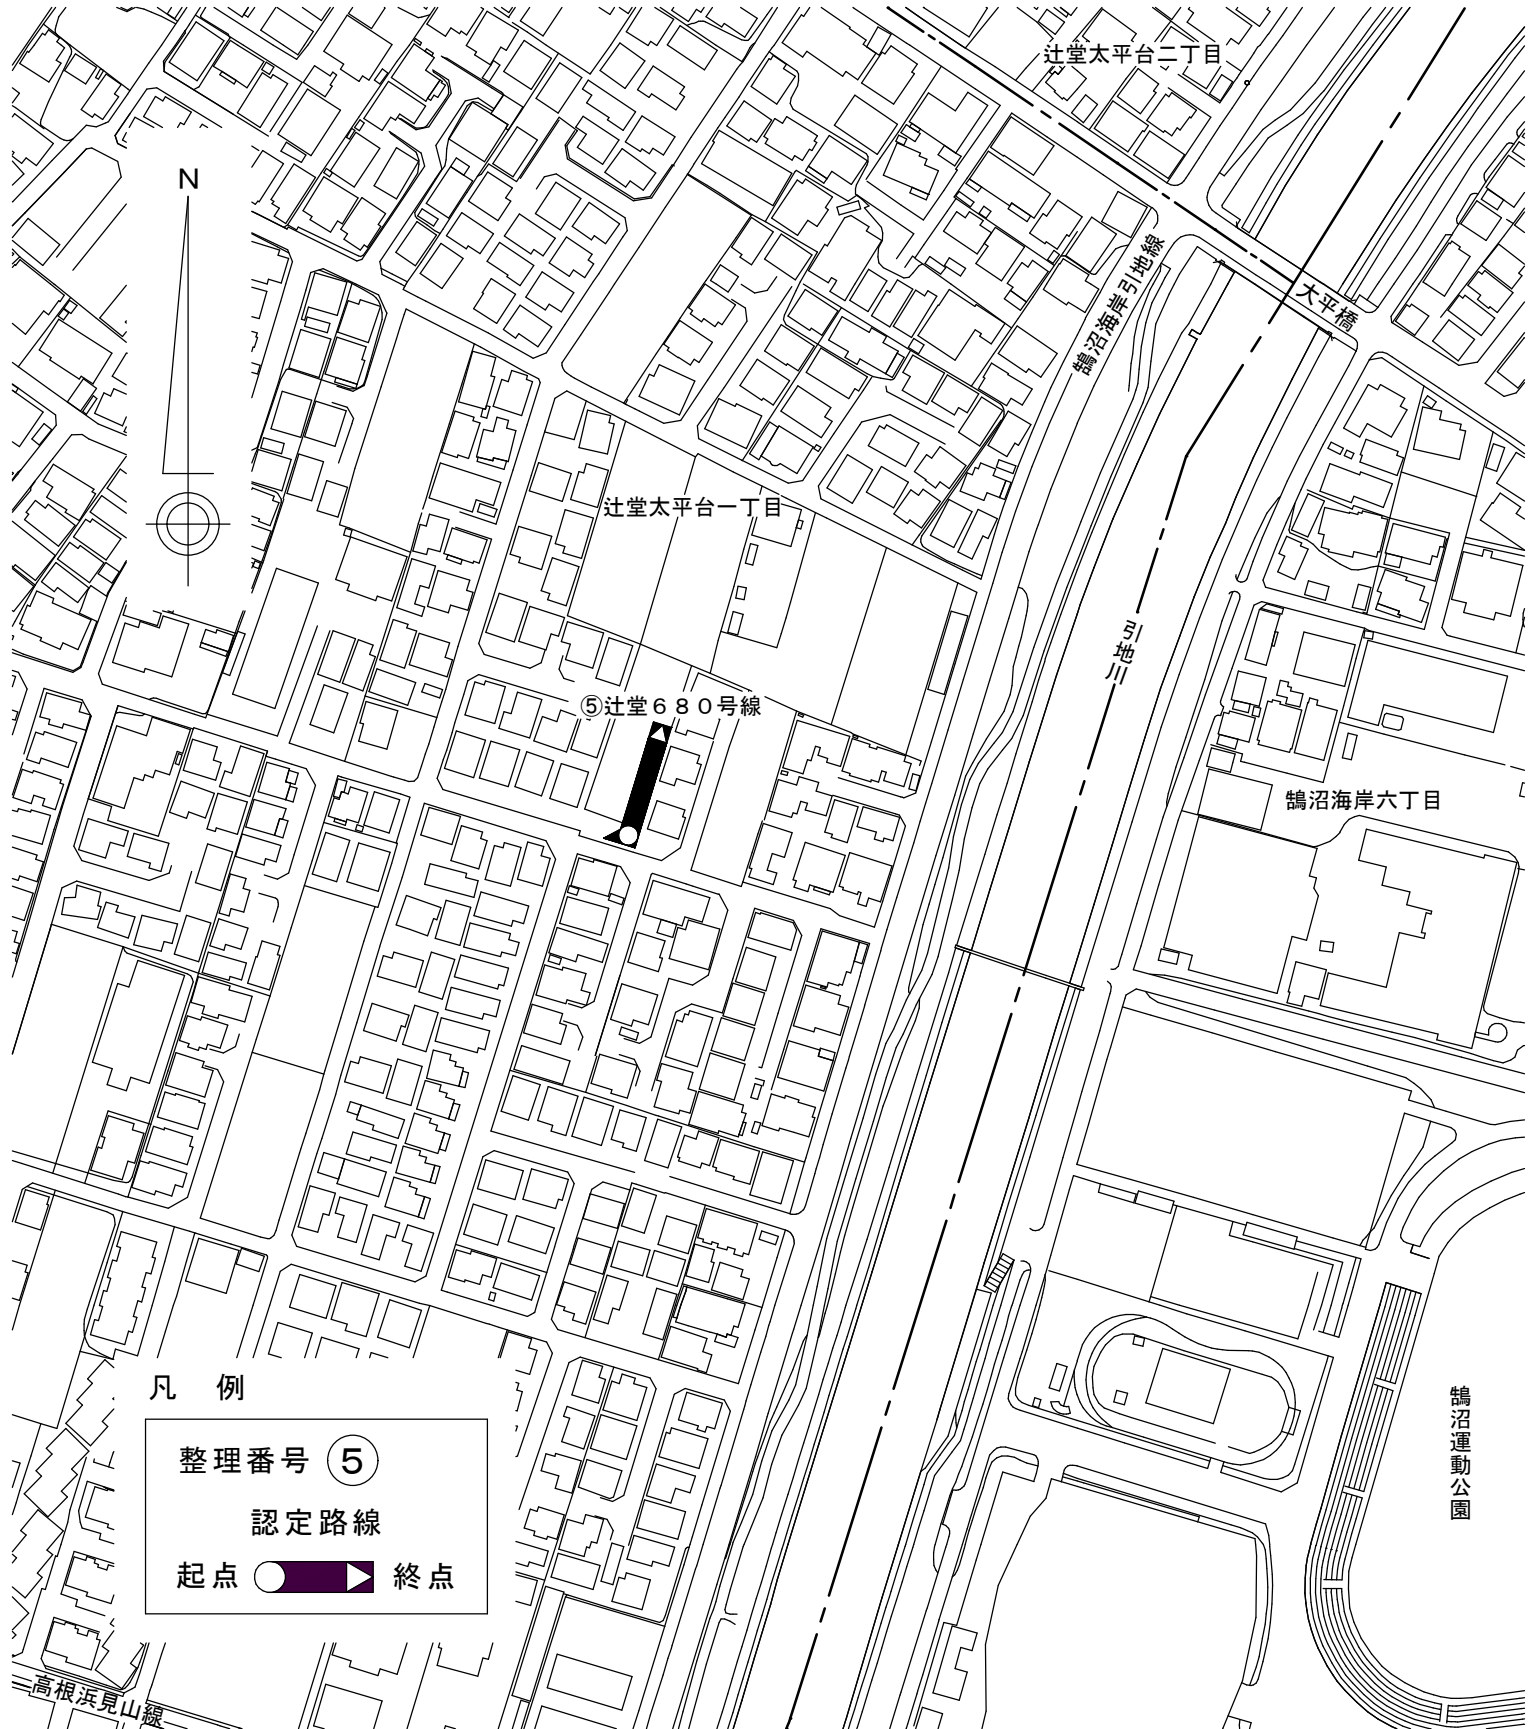 辻堂太平台二丁目
N
鵠沼海岸引地線
太平橋
辻堂太平台一丁目
引地川
⑤辻堂680号線
鵠沼海岸六丁目
凡 例
整理番号 ⑤
認定路線
起点 終点
鵠沼運動公園
高根浜見山線